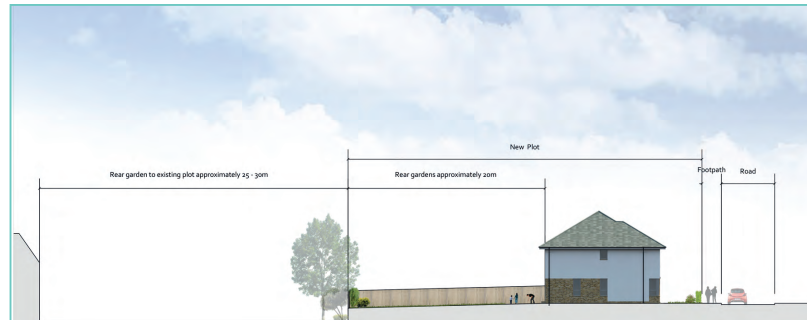 New Plot
Rear garden to existing plot approximately 25 - 30m
Rear gardens approximately 20m
Footpath
Road